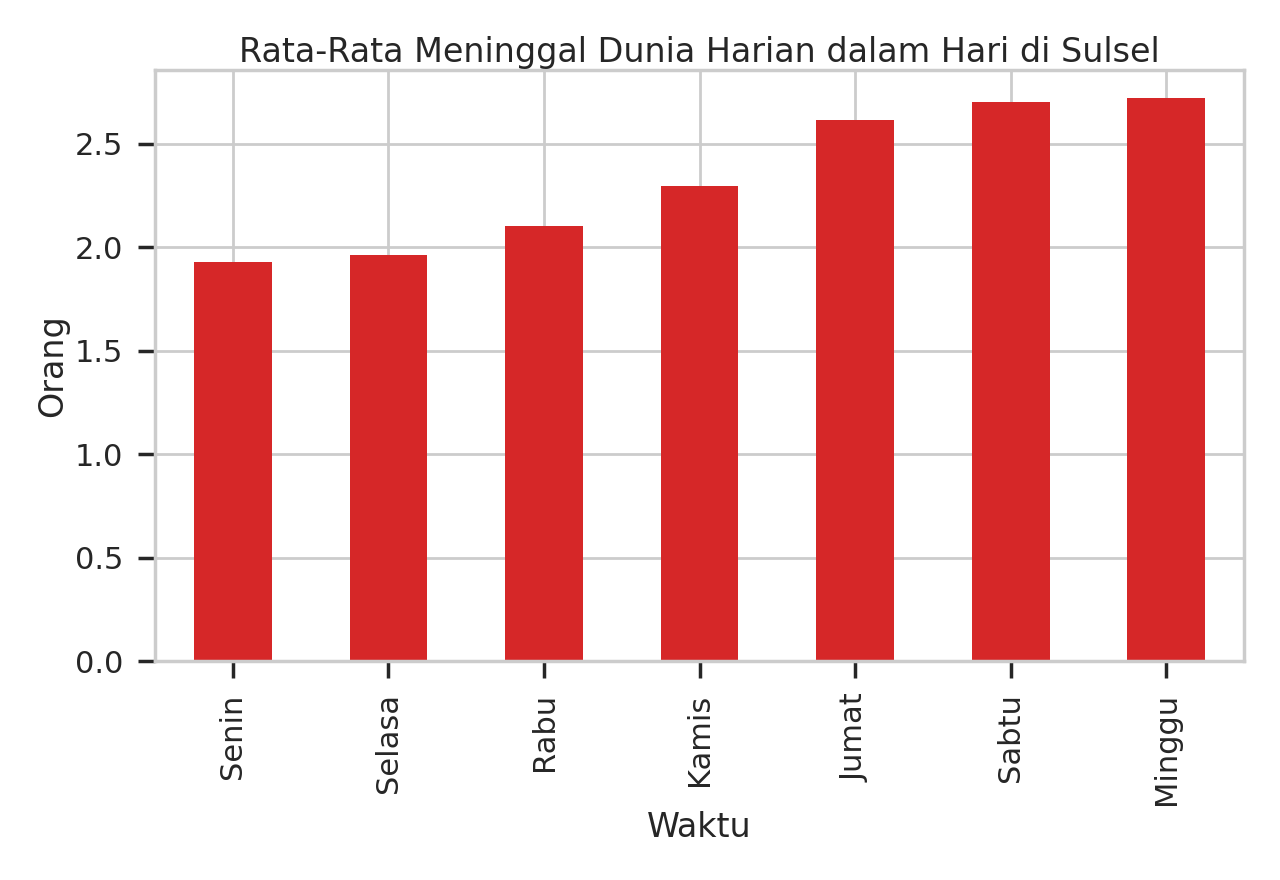 Rata-Rata Meninggal Dunia Harian dalam Hari di Sulsel
Orang
2.5
2.0
1.5
1.0
0.5
0.0
Senin
Selasa
Rabu
Kamis
Jumat
Sabtu
Minggu
Waktu